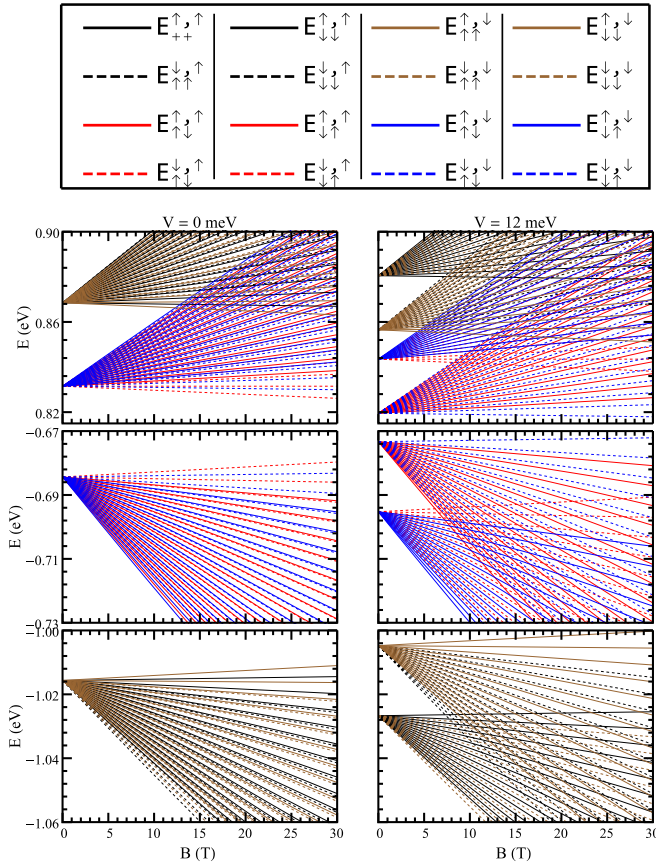 E↑,↑++ E↑,↑↓↓ E↑,↓↑↑ E↑,↓↓↓
E↓,↑↑↑ E↓,↑↓↓ E↓,↓↑↑ E↓,↓↓↓
E↑,↑↑↓ E↑,↑↓↑ E↑,↓↑↓ E↑,↓↓↑
E↓,↑↑↓ E↓,↑↓↑ E↓,↓↑↓ E↓,↓↓↑
V = 0 meV V = 12 meV
0.90
0.86
0.82
E (eV)
−0.67
−0.69
−0.71
−0.73
E (eV)
−1.00
−1.02
−1.04
−1.06
E (eV)
0 5 10 15 20 25 30 0 5 10 15 20 25 30
B (T) B (T)